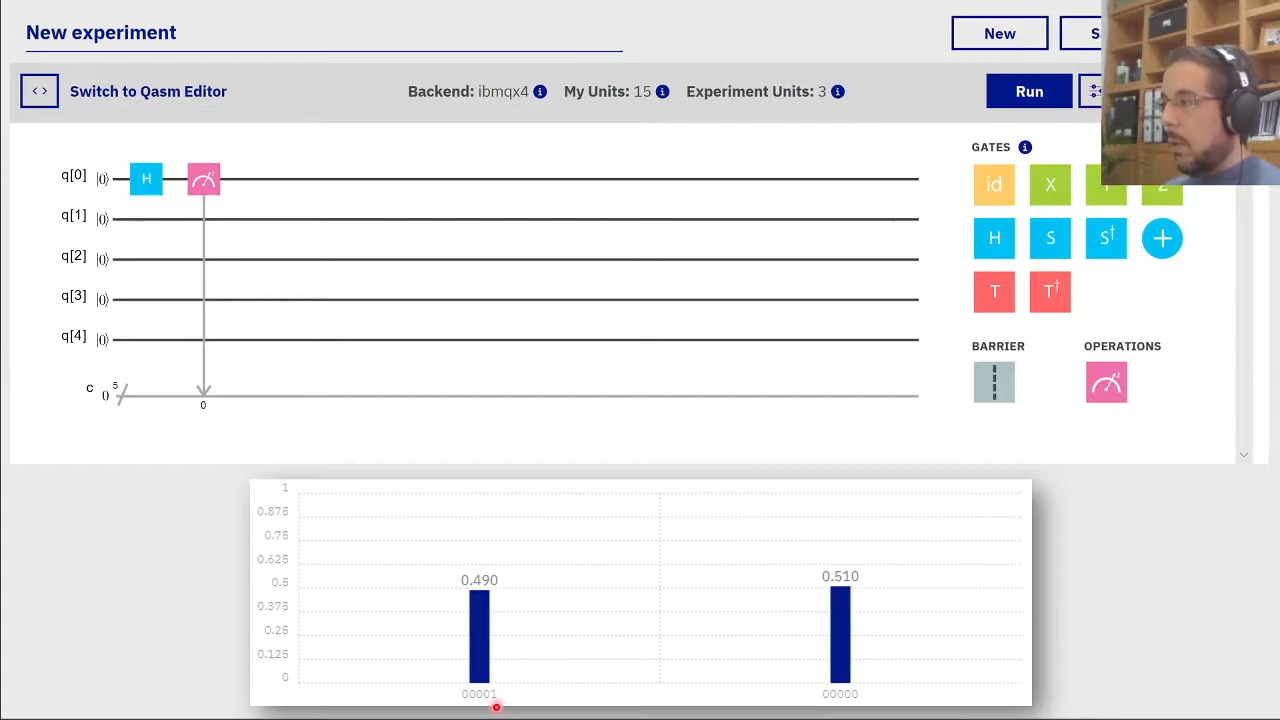 New experiment
New
S
Switch to Qasm Editor
Backend: ibmqx4
My Units: 15
Experiment Units: 3
Run
GATES
q[0] |0⟩ H
id X Y Z
q[1] |0⟩
H S S† +
q[2] |0⟩
q[3] |0⟩
T T†
q[4] |0⟩
BARRIER
OPERATIONS
c 0 5
z
0
1
0.875
0.75
0.625
0.5
0.375
0.25
0.125
0
0.490
0.510
00001
00000